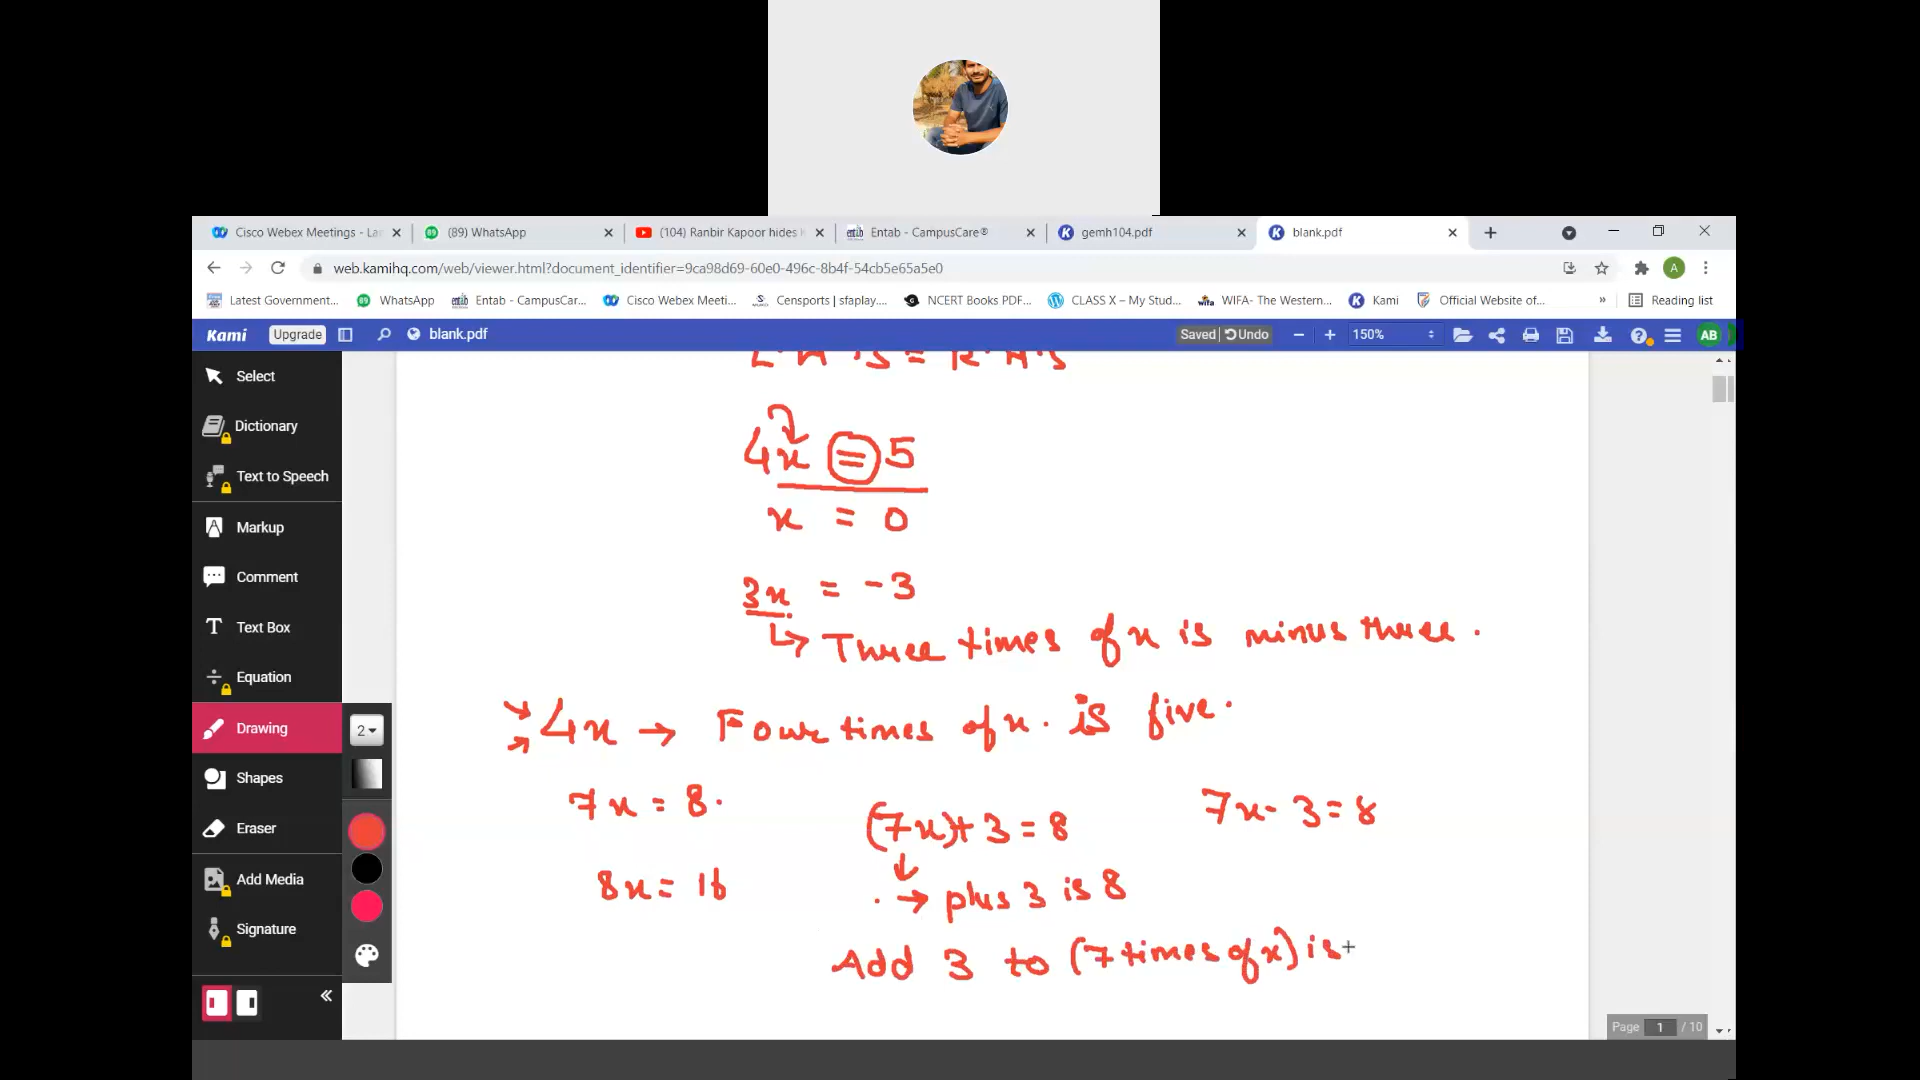 Cisco Webex Meetings - La
(89) WhatsApp
(104) Ranbir Kapoor hides
entab Entab - CampusCare®
gemh104.pdf
blank.pdf
web.kamihq.com/web/viewer.html?document_identifier=9ca98d69-60e0-496c-8b4f-54cb5e65a5e0
A
Latest Government...
WhatsApp
entab Entab - CampusCar...
Cisco Webex Meeti...
Censports | sfaplay....
NCERT Books PDF...
CLASS X – My Stud...
wifa WIFA- The Western...
Kami
Official Website of...
»
Reading list
Kami
Upgrade
blank.pdf
Saved | Undo
150%
AB
Select
Dictionary
Text to Speech
Markup
Comment
Text Box
Equation
Drawing
2
Shapes
Eraser
Add Media
Signature
L·H·S = R·H·S
4x = 5
x = 0
3x = -3
↳ Three times of x is minus three.
4x → Four times of x. is five.
7x = 8.
(7x)+ 3 = 8
7x- 3 = 8
8x = 16
→ plus 3 is 8
Add 3 to (7 times of x) is
Page 1 / 10